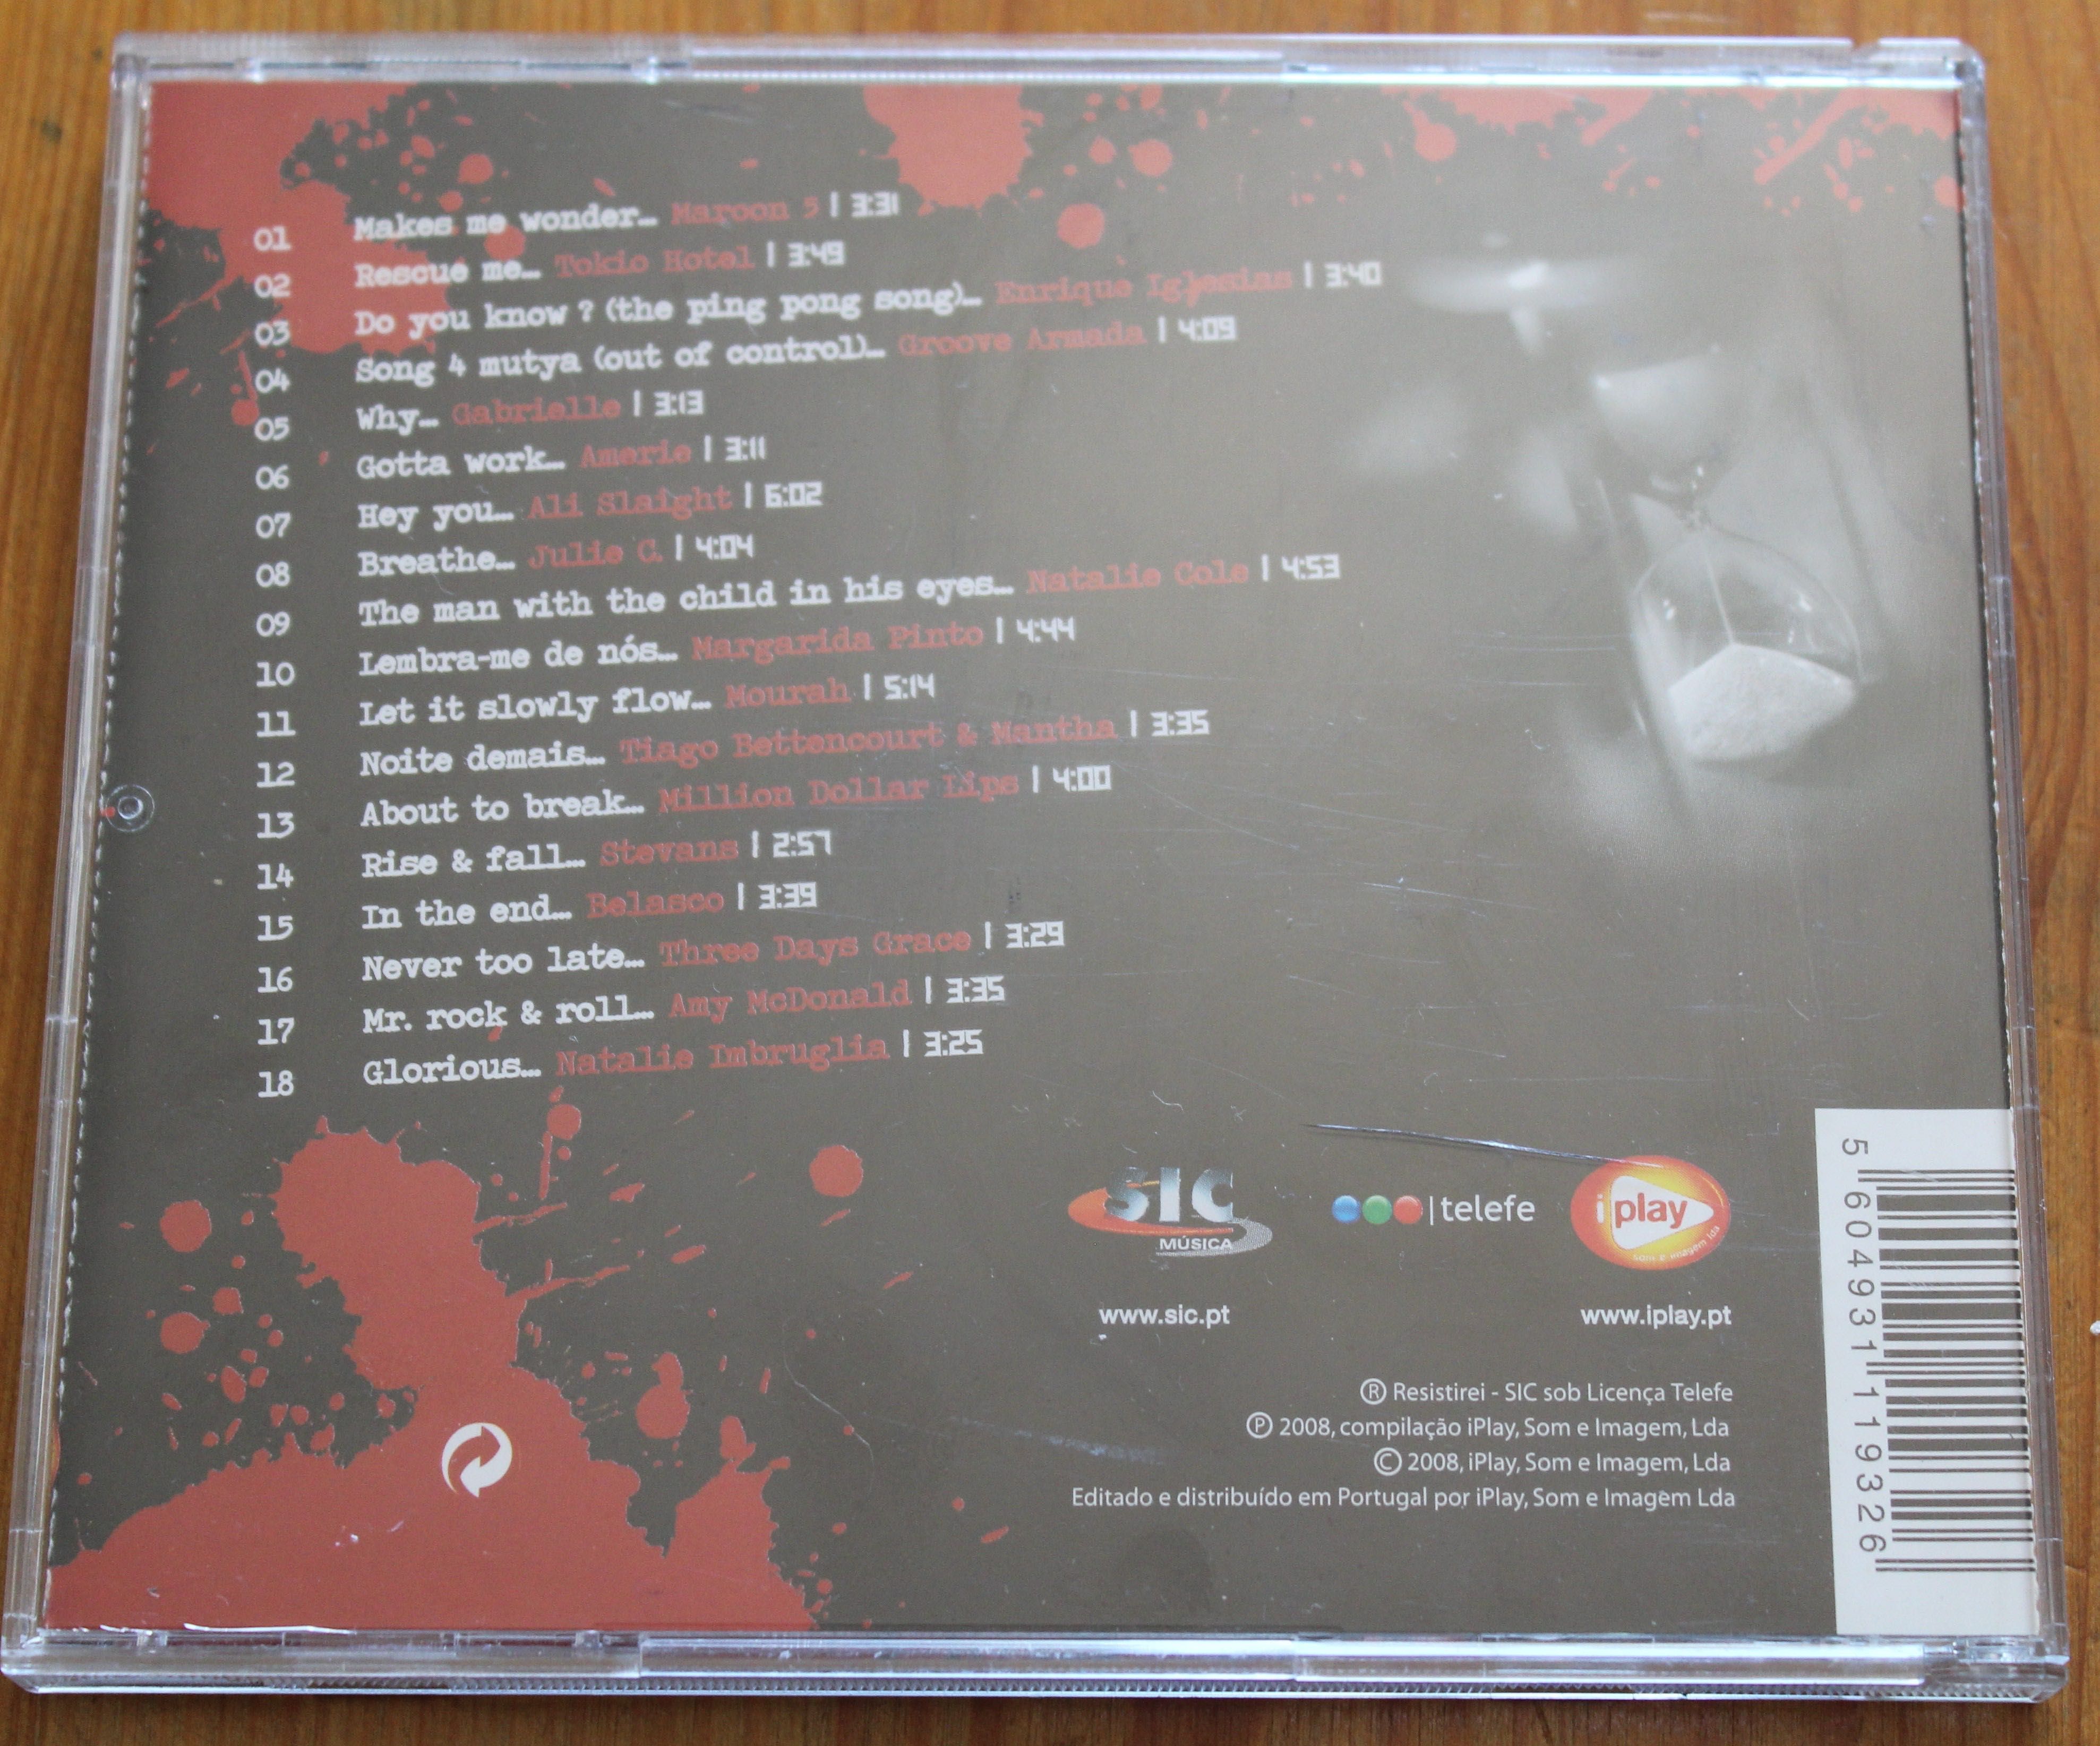 01 Makes me wonder... Maroon 5 | 3:31
02 Rescue me... Tokio Hotel | 3:49
03 Do you know ? (the ping pong song)... Enrique Iglesias | 3:40
04 Song 4 mutya (out of control)... Groove Armada | 4:09
05 Why... Gabrielle | 3:13
06 Gotta work... Amerie | 3:11
07 Hey you... Ali Slaight | 6:02
08 Breathe... Julie C. | 4:04
09 The man with the child in his eyes... Natalie Cole | 4:53
10 Lembra-me de nós... Margarida Pinto | 4:44
11 Let it slowly flow... Mourah | 5:14
12 Noite demais... Tiago Bettencourt & Mantha | 3:35
13 About to break... Million Dollar Lips | 4:00
14 Rise & fall... Stevans | 2:57
15 In the end... Belasco | 3:39
16 Never too late... Three Days Grace | 3:29
17 Mr. rock & roll... Amy McDonald | 3:35
18 Glorious... Natalie Imbruglia | 3:25
SIC
MÚSICA
| telefe
i play
Som e imagem lda
www.sic.pt
www.iplay.pt
® Resistirei - SIC sob Licença Telefe
℗ 2008, compilação iPlay, Som e Imagem, Lda
© 2008, iPlay, Som e Imagem, Lda
Editado e distribuído em Portugal por iPlay, Som e Imagem Lda
5 604931 119326